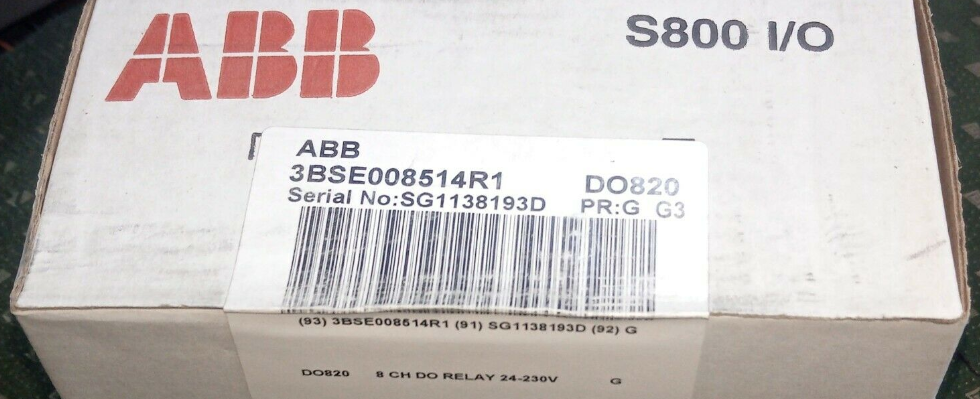 ABB
S800 I/O
ABB
3BSE008514R1 DO820
Serial No:SG1138193D PR:G G3
(93) 3BSE008514R1 (91) SG1138193D (92) G
DO820 8 CH DO RELAY 24-230V G